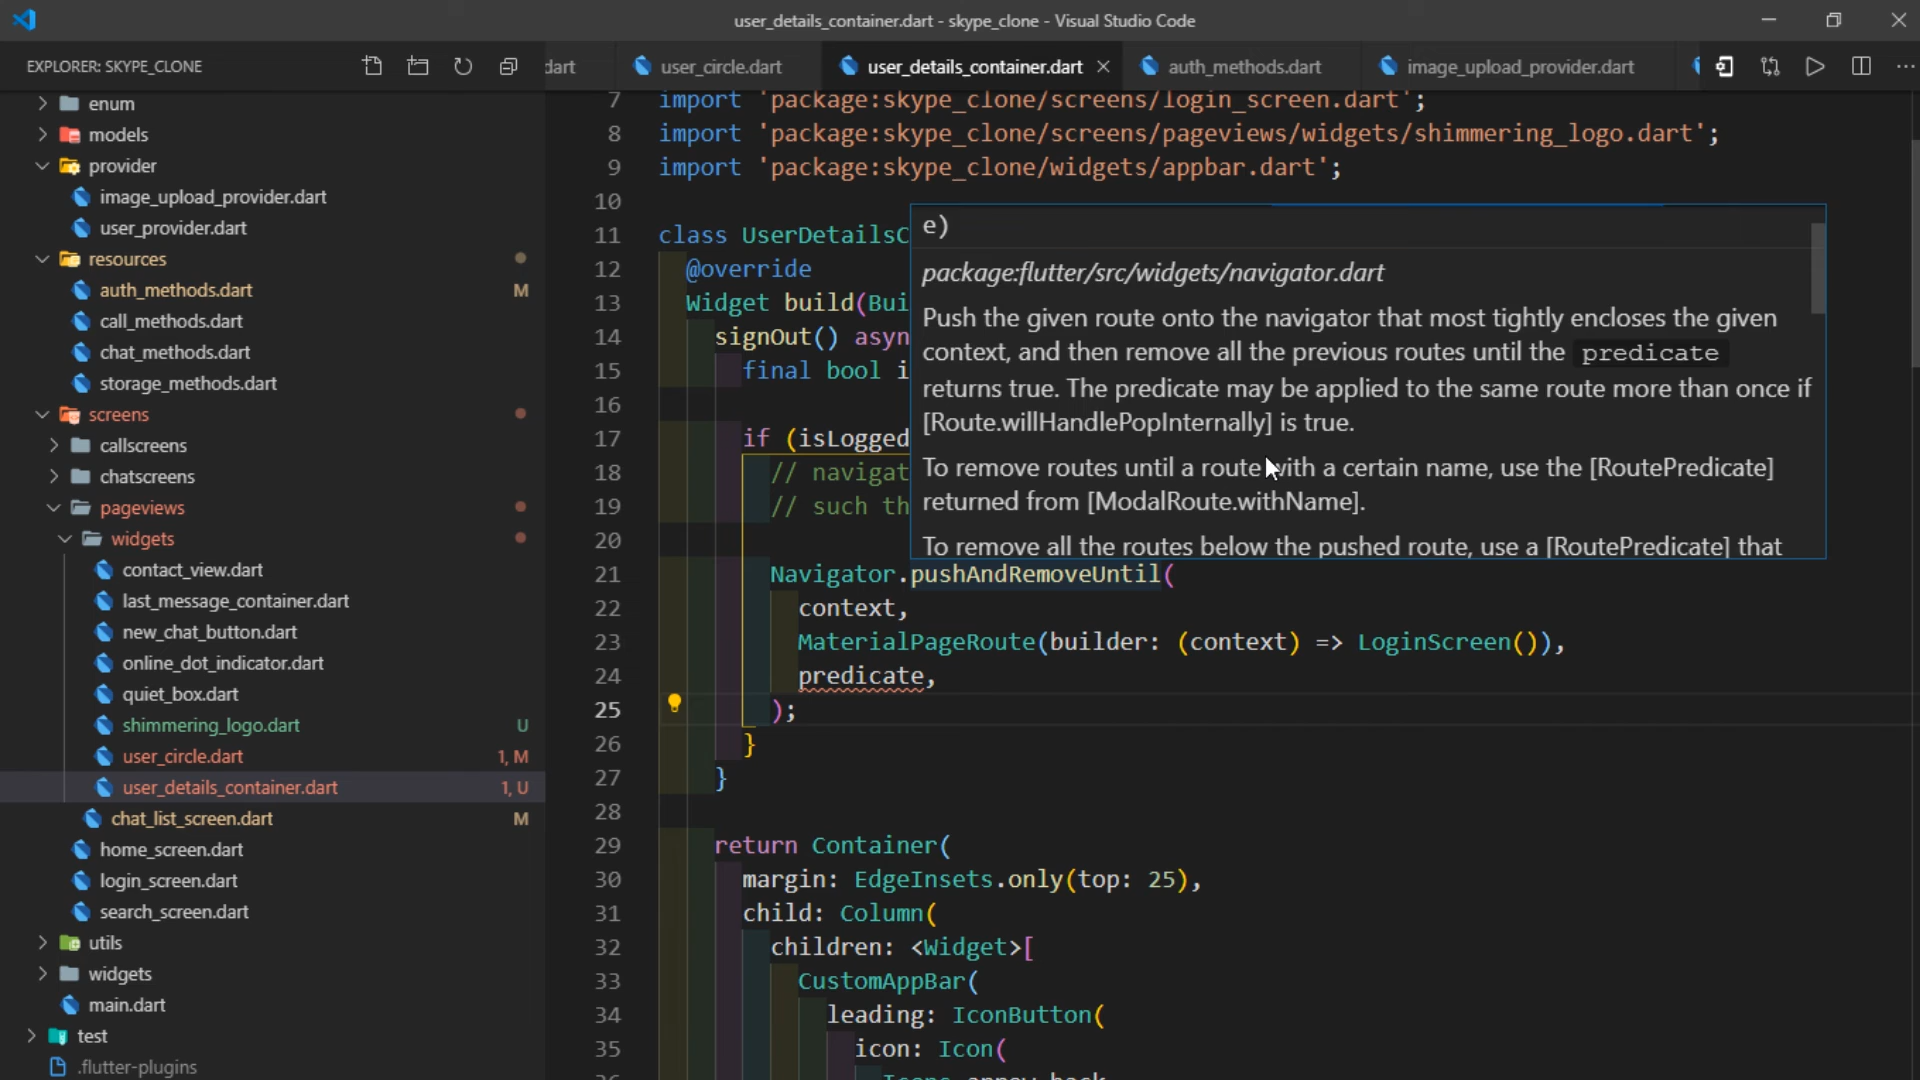 user_details_container.dart - skype_clone - Visual Studio Code
EXPLORER: SKYPE_CLONE
dart
user_circle.dart
user_details_container.dart
auth_methods.dart
image_upload_provider.dart
enum
models
provider
image_upload_provider.dart
user_provider.dart
resources
auth_methods.dart M
call_methods.dart
chat_methods.dart
storage_methods.dart
screens
callscreens
chatscreens
pageviews
widgets
contact_view.dart
last_message_container.dart
new_chat_button.dart
online_dot_indicator.dart
quiet_box.dart
shimmering_logo.dart U
user_circle.dart 1, M
user_details_container.dart 1, U
chat_list_screen.dart M
home_screen.dart
login_screen.dart
search_screen.dart
utils
widgets
main.dart
test
.flutter-plugins
7 import 'package:skype_clone/screens/login_screen.dart';
8 import 'package:skype_clone/screens/pageviews/widgets/shimmering_logo.dart';
9 import 'package:skype_clone/widgets/appbar.dart';
10
11 class UserDetailsC
12 @override
13 Widget build(Bui
14 signOut() asyn
15 final bool i
16
17 if (isLogged
18 // navigat
19 // such th
20
21 Navigator.pushAndRemoveUntil(
22 context,
23 MaterialPageRoute(builder: (context) => LoginScreen()),
24 predicate,
25 );
26 }
27 }
28
29 return Container(
30 margin: EdgeInsets.only(top: 25),
31 child: Column(
32 children: <Widget>[
33 CustomAppBar(
34 leading: IconButton(
35 icon: Icon(
e)
package:flutter/src/widgets/navigator.dart
Push the given route onto the navigator that most tightly encloses the given
context, and then remove all the previous routes until the predicate
returns true. The predicate may be applied to the same route more than once if
[Route.willHandlePopInternally] is true.
To remove routes until a route with a certain name, use the [RoutePredicate]
returned from [ModalRoute.withName].
To remove all the routes below the pushed route, use a [RoutePredicate] that